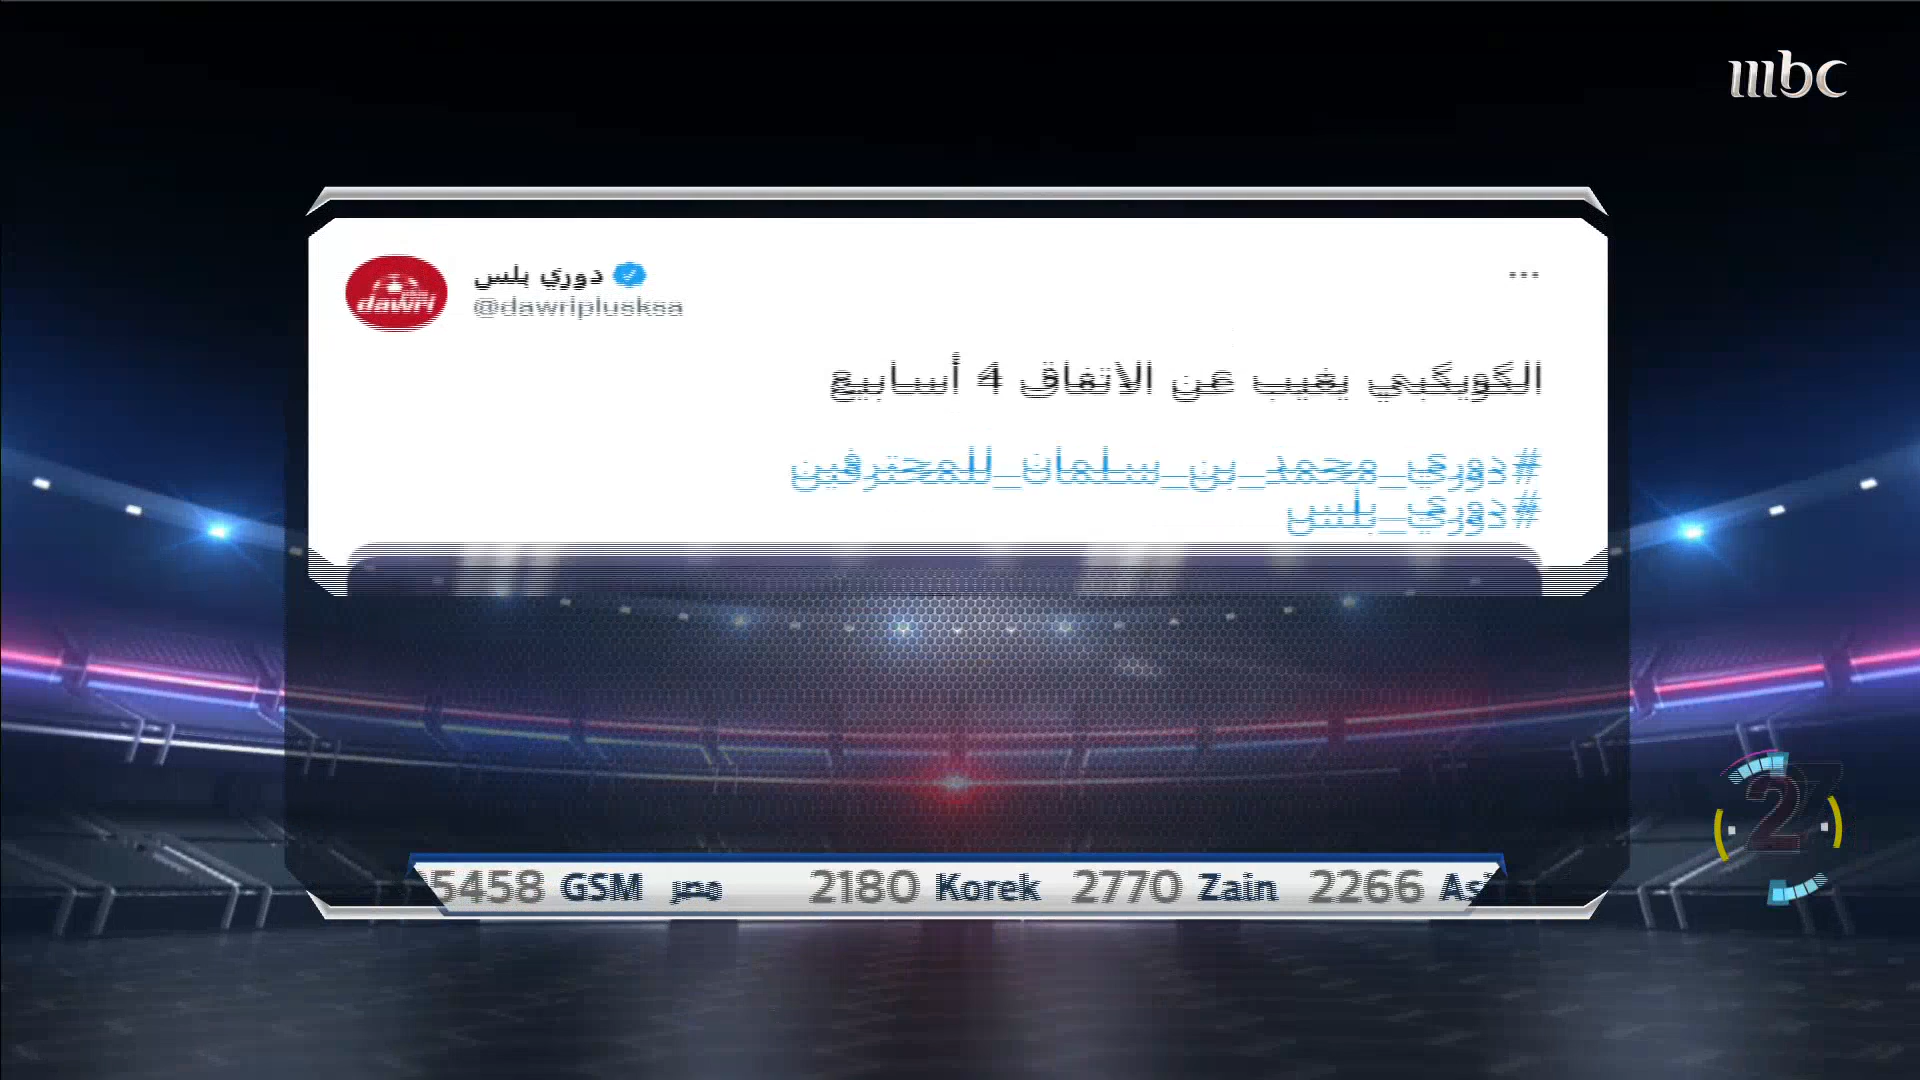 mbc
dawri
دوري بلس
@dawriplusksa
الكويكبي يغيب عن الاتفاق 4 أسابيع
#دوري_محمد_بن_سلمان_للمحترفين
#دوري_بلس
2
5458 GSM مصر 2180 Korek 2770 Zain 2266